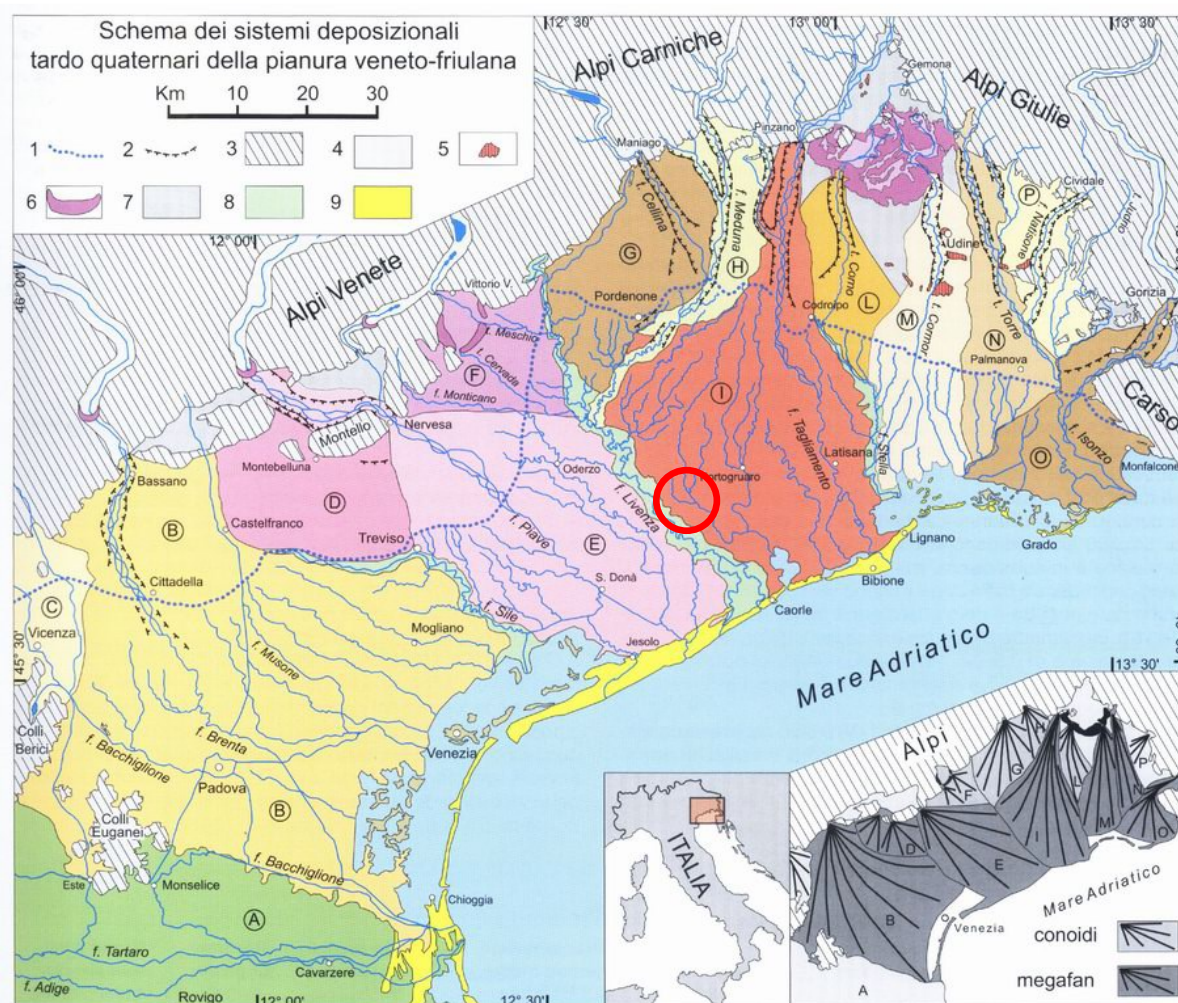 Schema dei sistemi deposizionali
tardo quaternari della pianura veneto-friulana
Km 10 20 30
1 2 3 4 5
6 7 8 9
12° 30'
13° 00'
13° 30'
Alpi Carniche
Gemona
Alpi Giulie
Pinzano
Maniago
Cividale
P
t. Cellina
f. Meduna
f. Natisone
t. Judrio
12° 00'
G
H
Udine
46° 00'
Alpi Venete
Vittorio V.
Pordenone
t. Corno
Codroipo
L
M
t. Cormor
t. Torre
N
Gorizia
f. Meschio
t. Cervada
F
f. Monticano
Palmanova
Carso
I
Nervesa
Montello
Montebelluna
Oderzo
f. Livenza
f. Tagliamento
Latisana
f. Stella
O
f. Isonzo
Monfalcone
Bassano
D
Portogruaro
B
Castelfranco
Treviso
f. Piave
E
Lignano
Grado
Cittadella
S. Donà
Bibione
C
Vicenza
f. Sile
Caorle
Mogliano
Jesolo
45° 30'
f. Musone
Mare Adriatico
13° 30'
Colli
Berici
f. Brenta
f. Bacchiglione
Venezia
Padova
Alpi
Colli
Euganei
B
f. Bacchiglione
ITALIA
H
G
F
L
P
I
M
O
D
E
B
Este
Monselice
Chioggia
Mare Adriatico
Venezia
A
conoidi
f. Tartaro
Cavarzere
megafan
f. Adige
Rovigo
12° 00'
12° 30'
A